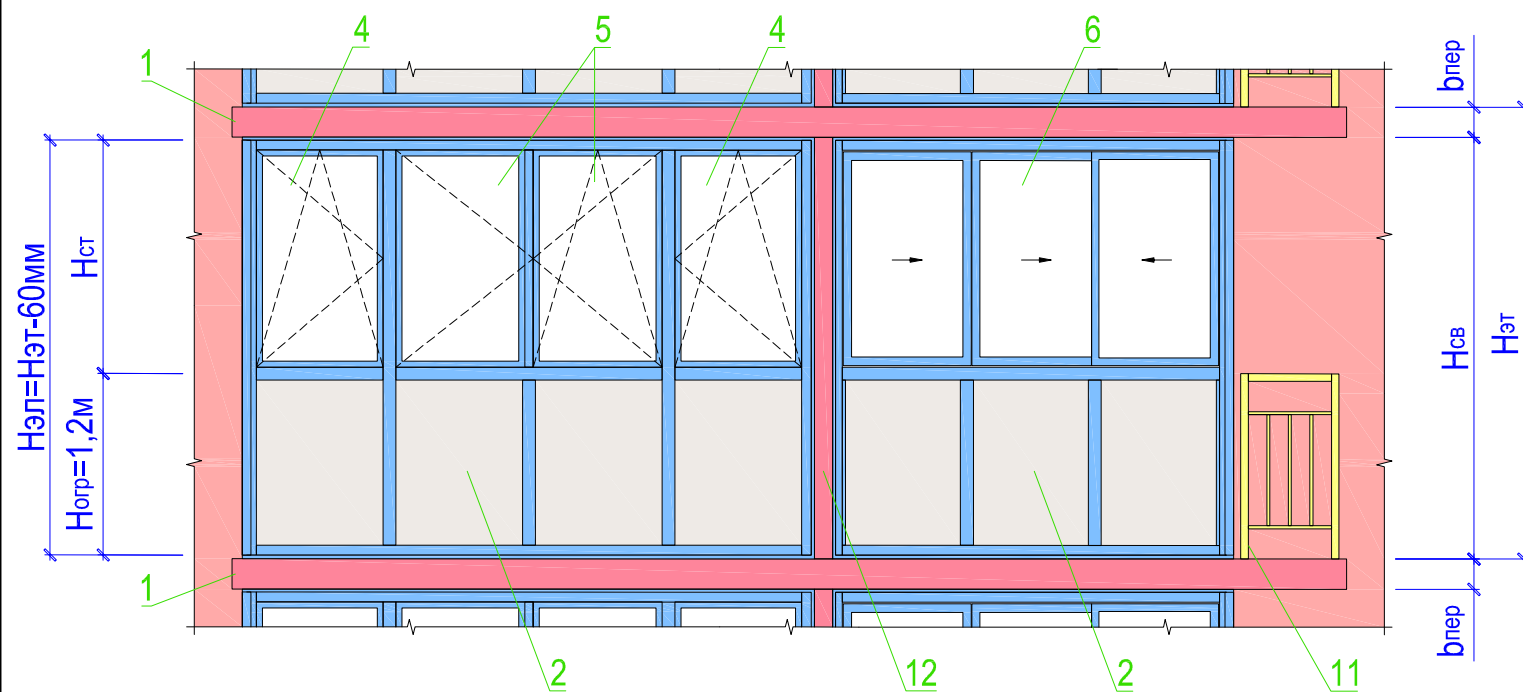 4
5
4
6
1
bпер
Hст
Hэл=Hэт-60мм
Hогр=1,2м
Hсв
Hэт
1
bпер
2
12
2
11